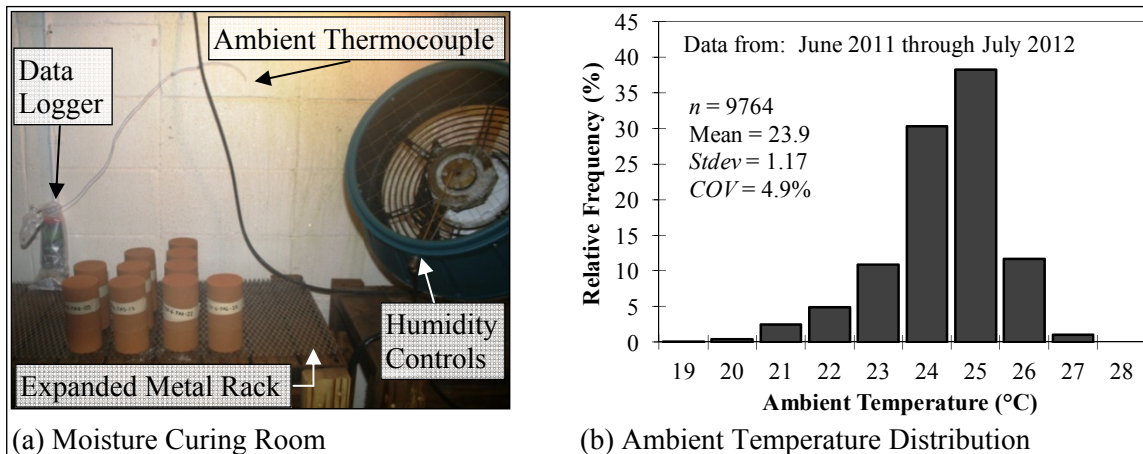 Ambient Thermocouple
Data
Logger
Humidity
Controls
Expanded Metal Rack
(a) Moisture Curing Room
Data from: June 2011 through July 2012
n = 9764
Mean = 23.9
Stdev = 1.17
COV = 4.9%
Relative Frequency (%)
45
40
35
30
25
20
15
10
5
0
19 20 21 22 23 24 25 26 27 28
Ambient Temperature (°C)
(b) Ambient Temperature Distribution